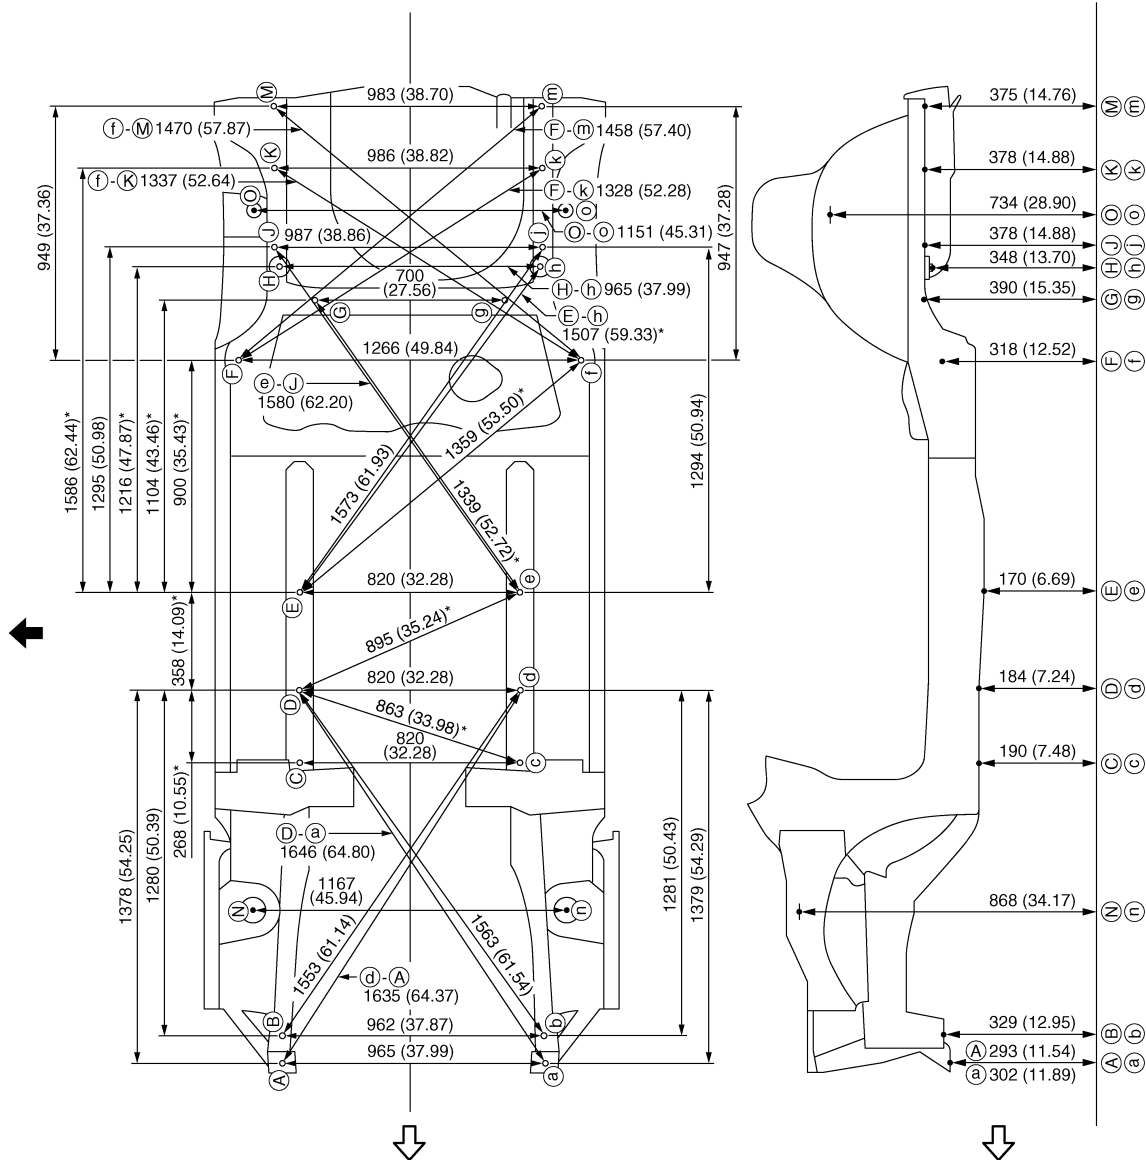 M
983 (38.70)
m
f - M 1470 (57.87)
F - m 1458 (57.40)
K
986 (38.82)
k
f - K 1337 (52.64)
F - k 1328 (52.28)
O
o
O - o 1151 (45.31)
949 (37.36)
947 (37.28)
J
987 (38.86)
j
H
700
(27.56)
h
H - h 965 (37.99)
G
g
E - h
1507 (59.33)*
1266 (49.84)
F
f
e - J
1580 (62.20)
1359 (53.50)*
1586 (62.44)*
1295 (50.98)
1216 (47.87)*
1104 (43.46)*
900 (35.43)*
1294 (50.94)
1573 (61.93)
1339 (52.72)*
820 (32.28)
E
e
358 (14.09)*
895 (35.24)*
820 (32.28)
D
d
863 (33.98)*
820
(32.28)
C
c
268 (10.55)*
1378 (54.25)
1280 (50.39)
D - a
1646 (64.80)
1281 (50.43)
1379 (54.29)
1167
(45.94)
N
n
1553 (61.14)
1563 (61.54)
d - A
1635 (64.37)
B
962 (37.87)
b
965 (37.99)
A
a
375 (14.76)
M m
378 (14.88)
K k
734 (28.90)
O o
378 (14.88)
J j
348 (13.70)
H h
390 (15.35)
G g
318 (12.52)
F f
170 (6.69)
E e
184 (7.24)
D d
190 (7.48)
C c
868 (34.17)
N n
329 (12.95)
B b
A 293 (11.54)
a 302 (11.89)
A a